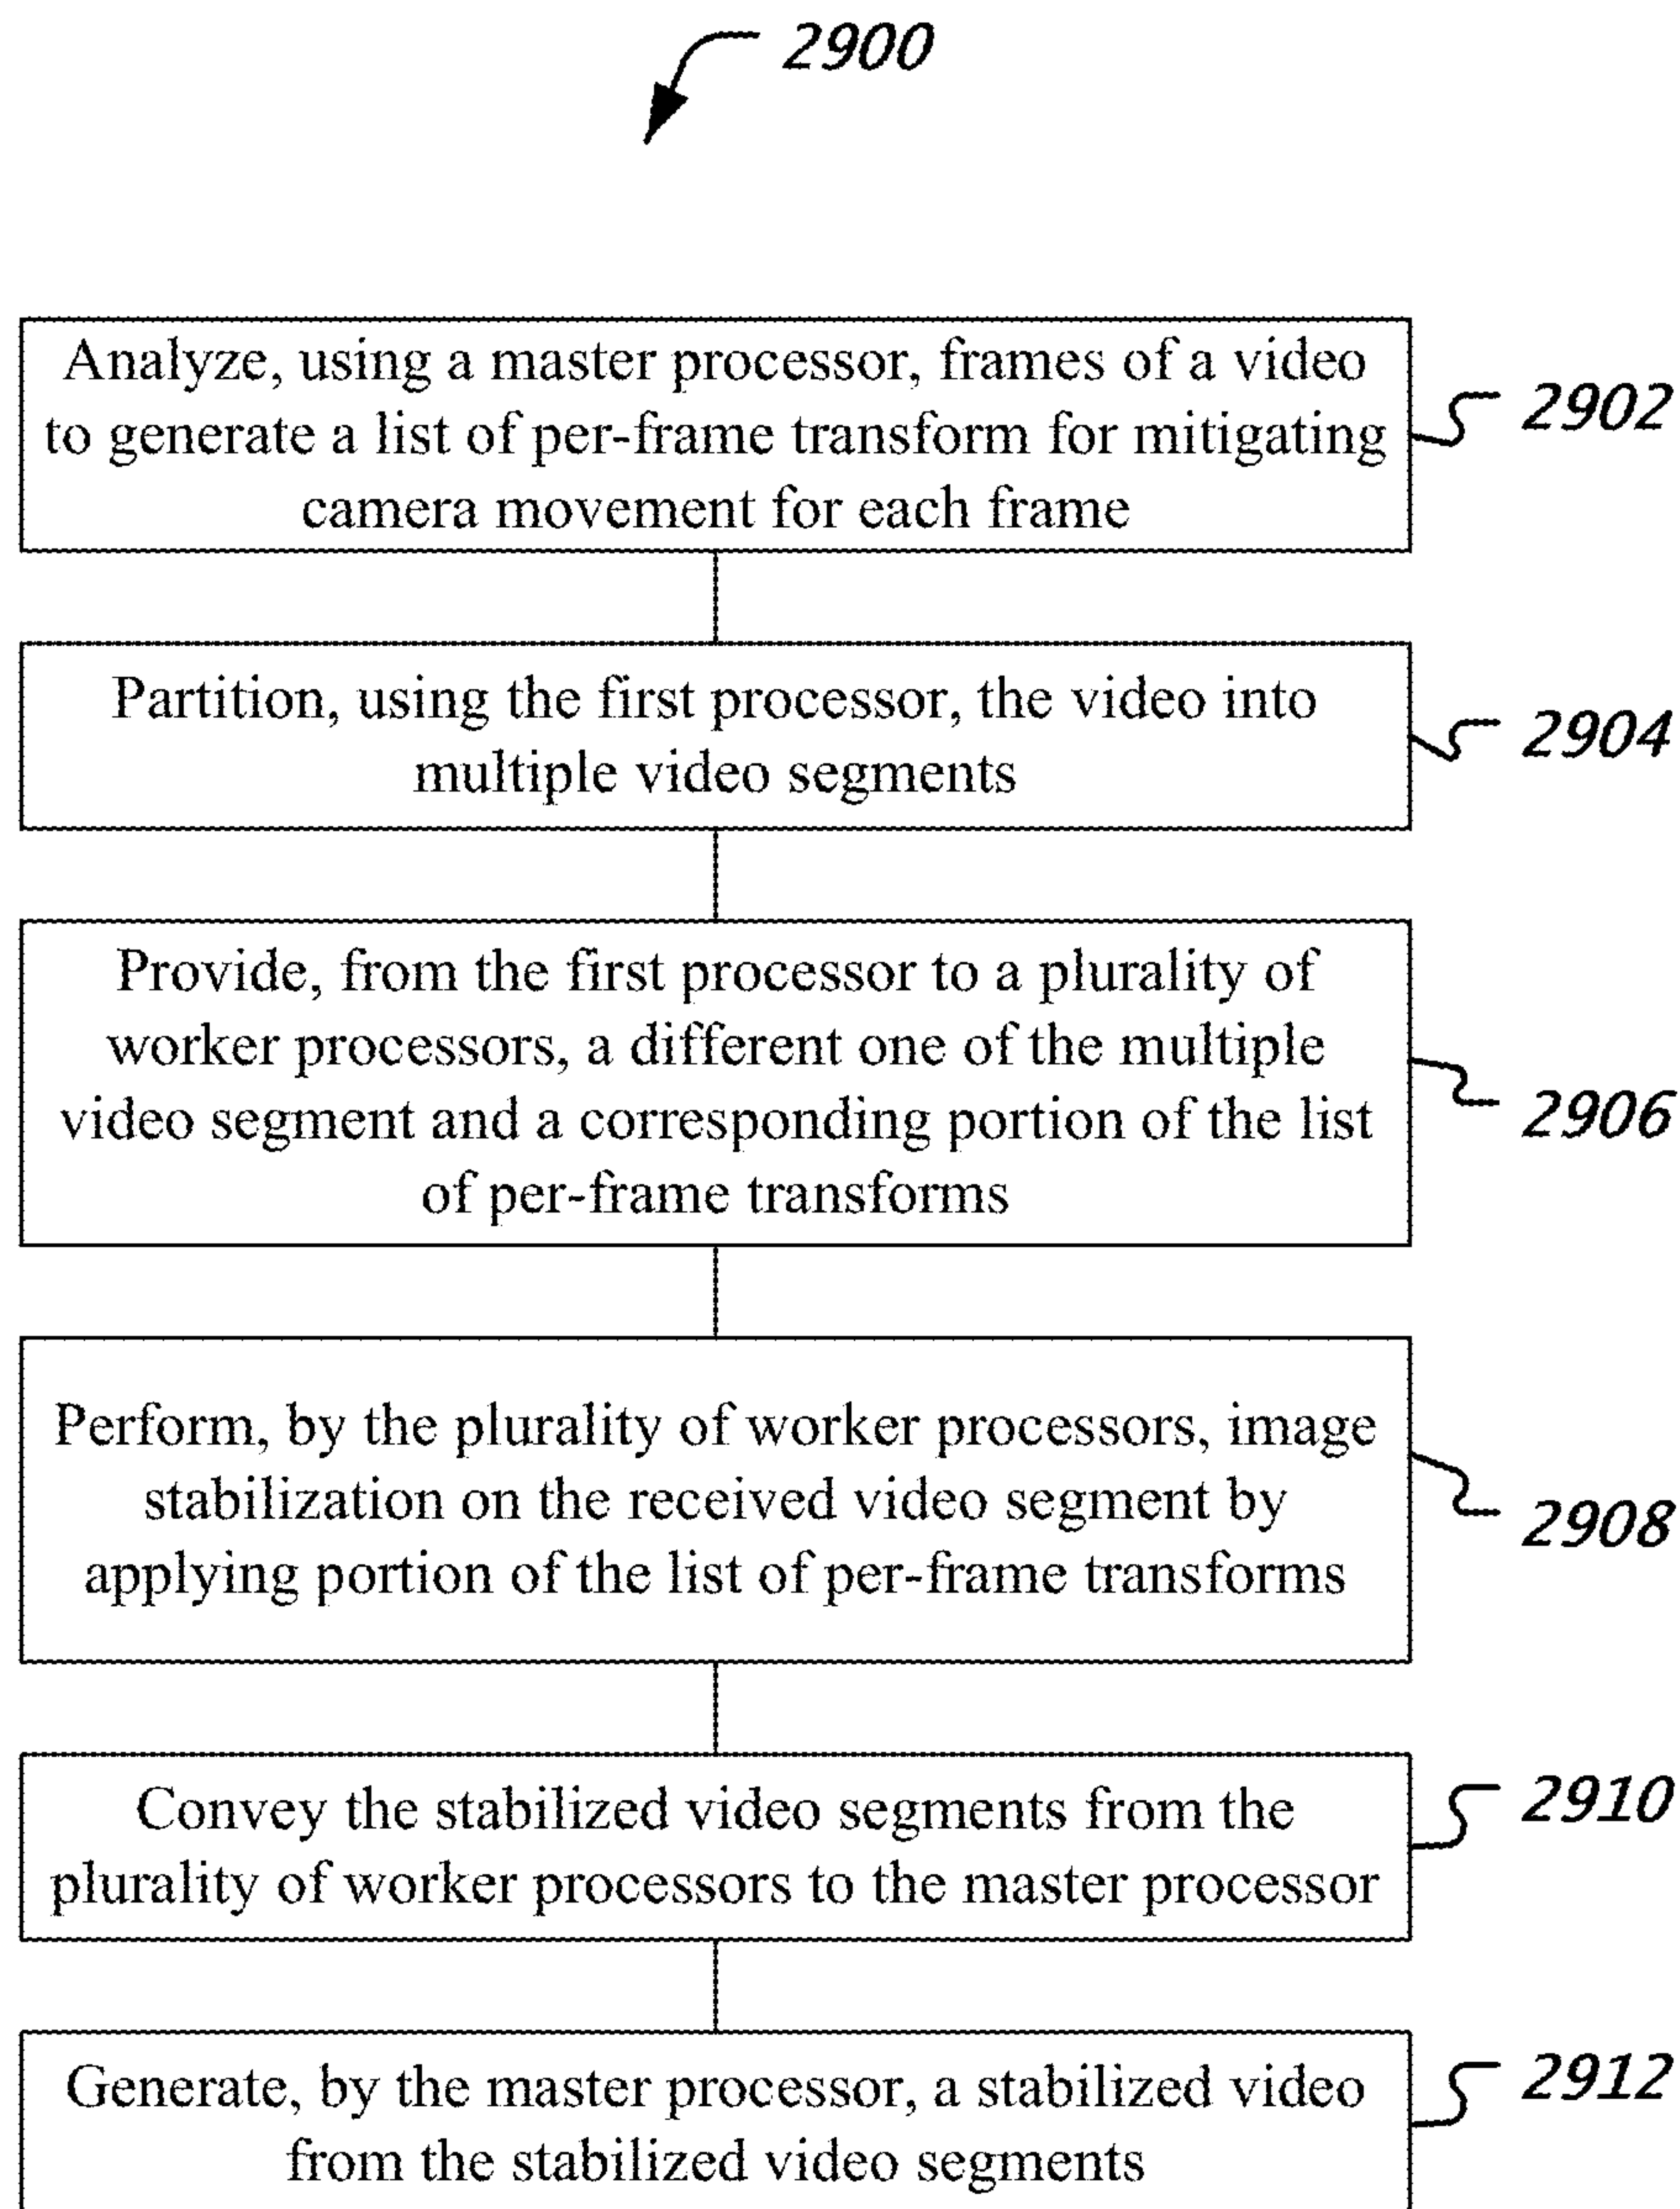 2900
Analyze, using a master processor, frames of a video
to generate a list of per-frame transform for mitigating
camera movement for each frame
2902
Partition, using the first processor, the video into
multiple video segments
2904
Provide, from the first processor to a plurality of
worker processors, a different one of the multiple
video segment and a corresponding portion of the list
of per-frame transforms
2906
Perform, by the plurality of worker processors, image
stabilization on the received video segment by
applying portion of the list of per-frame transforms
2908
Convey the stabilized video segments from the
plurality of worker processors to the master processor
2910
Generate, by the master processor, a stabilized video
from the stabilized video segments
2912